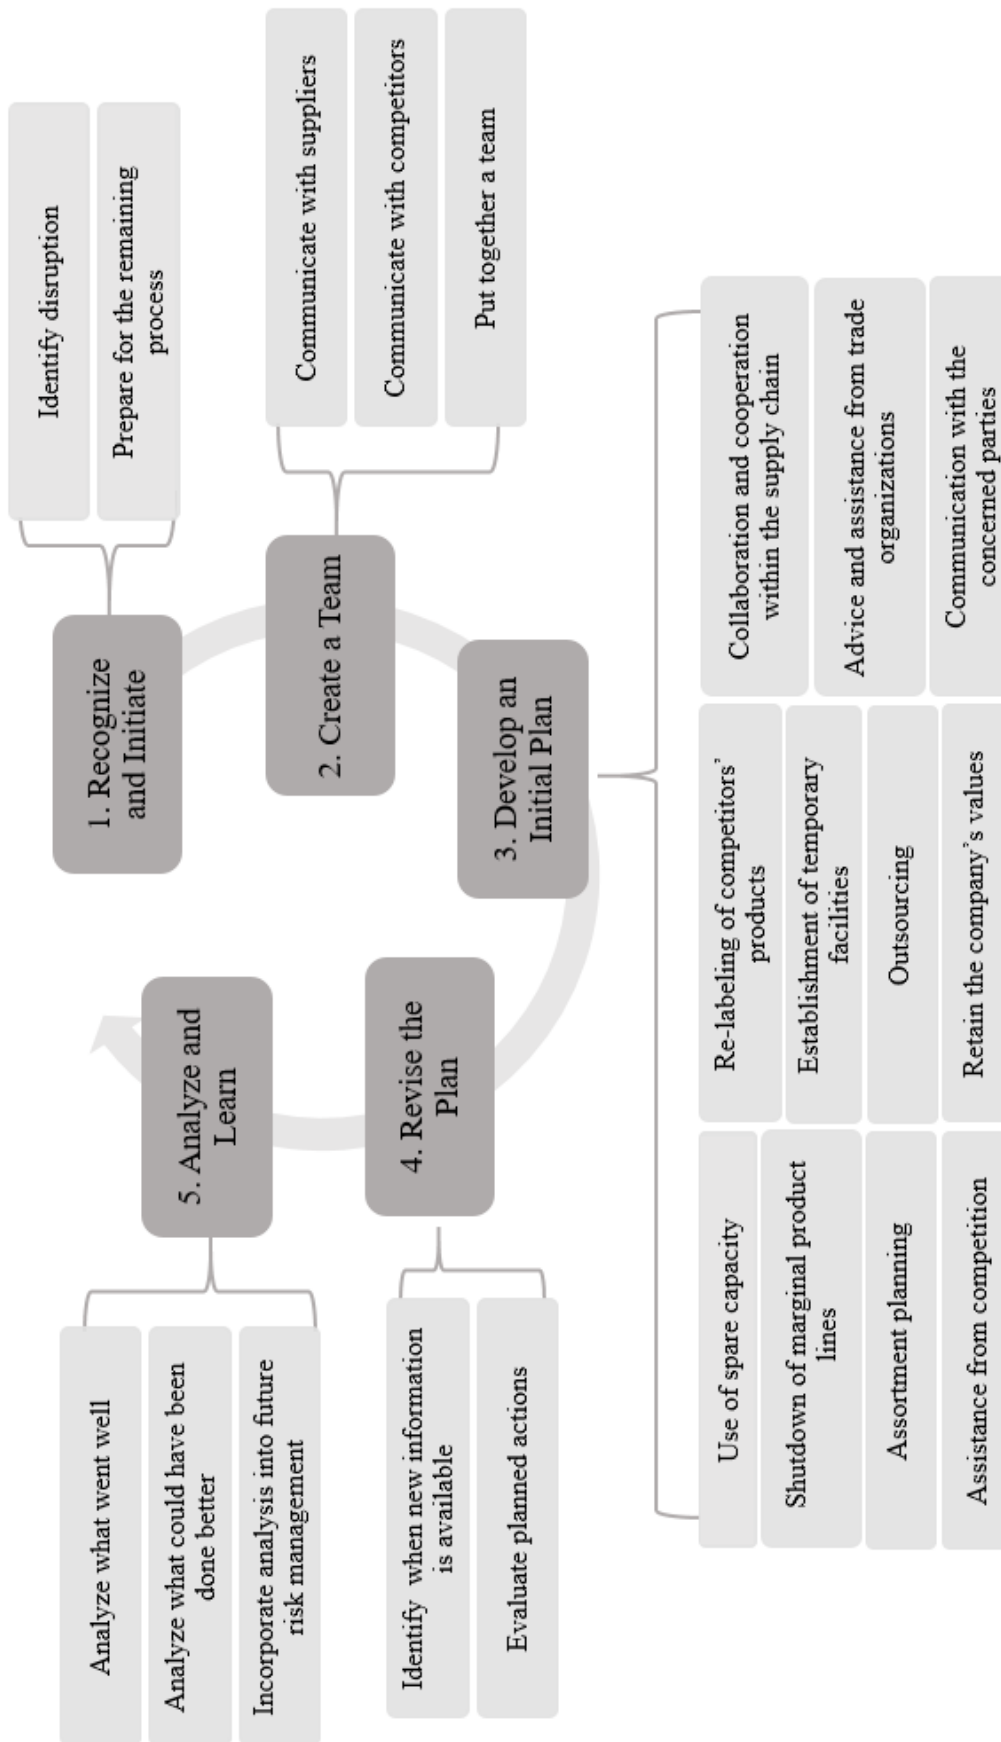 1. Recognize
and Initiate
Identify disruption
Prepare for the remaining
process
2. Create a Team
Communicate with suppliers
Communicate with competitors
Put together a team
3. Develop an
Initial Plan
Use of spare capacity
Shutdown of marginal product
lines
Assortment planning
Assistance from competition
Re-labeling of competitors'
products
Establishment of temporary
facilities
Outsourcing
Retain the company's values
Collaboration and cooperation
within the supply chain
Advice and assistance from trade
organizations
Communication with the
concerned parties
4. Revise the
Plan
Identify when new information
is available
Evaluate planned actions
5. Analyze and
Learn
Analyze what went well
Analyze what could have been
done better
Incorporate analysis into future
risk management